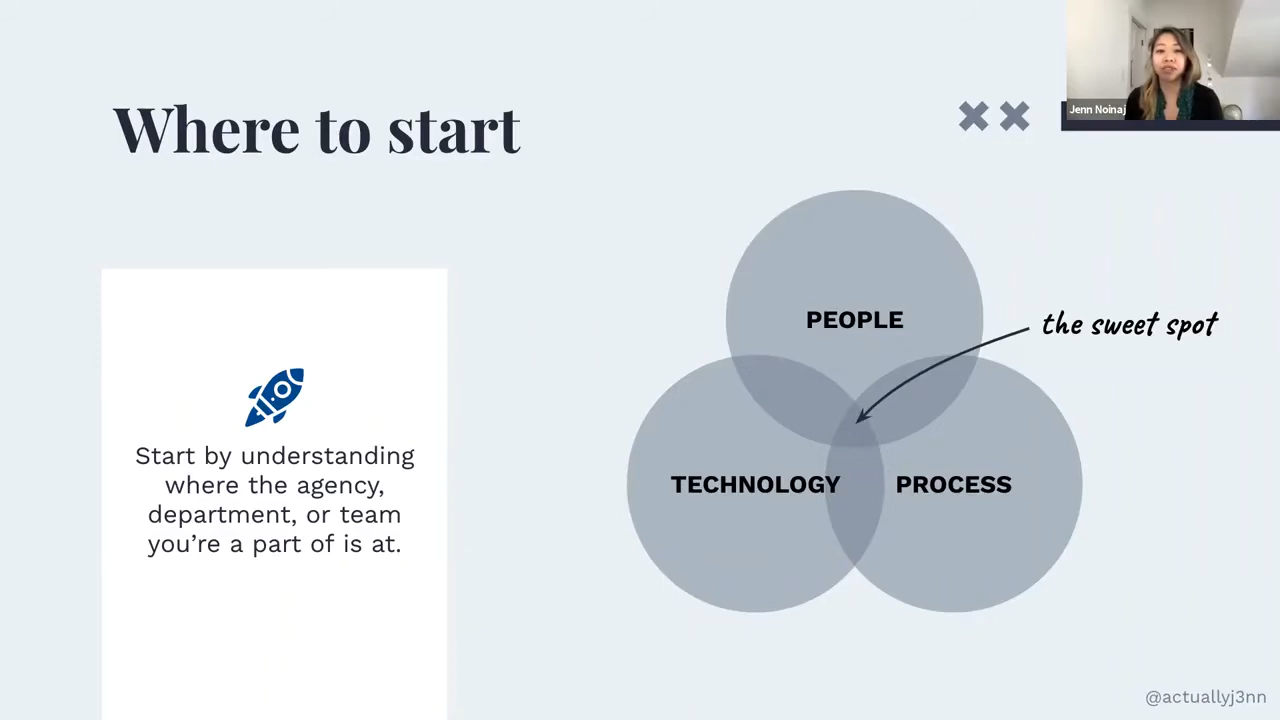 Where to start
Jenn Noinaj
PEOPLE
the sweet spot
Start by understanding
where the agency,
department, or team
you're a part of is at.
TECHNOLOGY
PROCESS
@actuallyj3nn